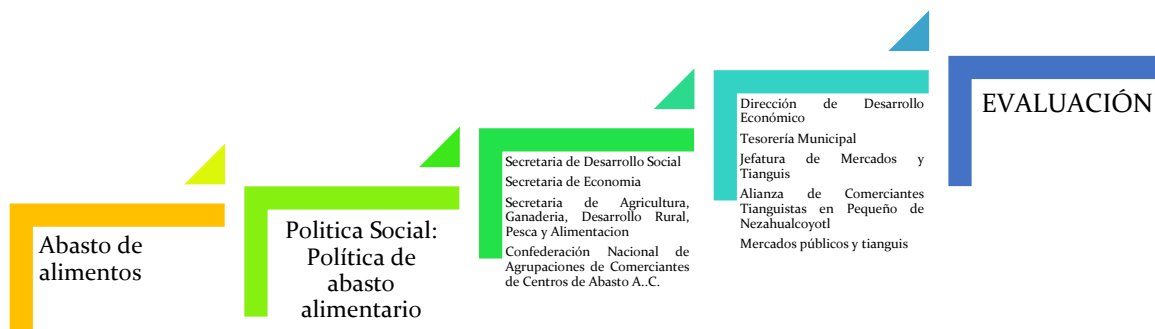 Abasto de
alimentos
Politica Social:
Política de
abasto
alimentario
Secretaria de Desarrollo Social
Secretaria de Economia
Secretaria de Agricultura,
Ganaderia, Desarrollo Rural,
Pesca y Alimentacion
Confederación Nacional de
Agrupaciones de Comerciantes
de Centros de Abasto A..C.
Dirección de Desarrollo
Económico
Tesorería Municipal
Jefatura de Mercados y
Tianguis
Alianza de Comerciantes
Tianguistas en Pequeño de
Nezahualcoyotl
Mercados públicos y tianguis
EVALUACIÓN